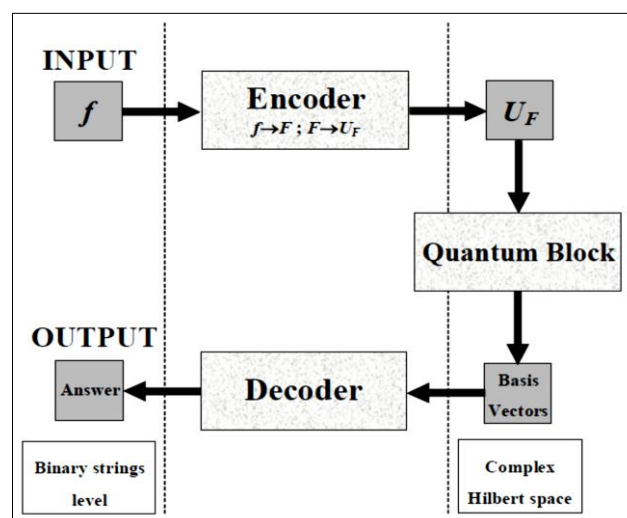 INPUT
f
Encoder
f→F ; F→U_F
U_F
Quantum Block
OUTPUT
Answer
Decoder
Basis
Vectors
Binary strings
level
Complex
Hilbert space